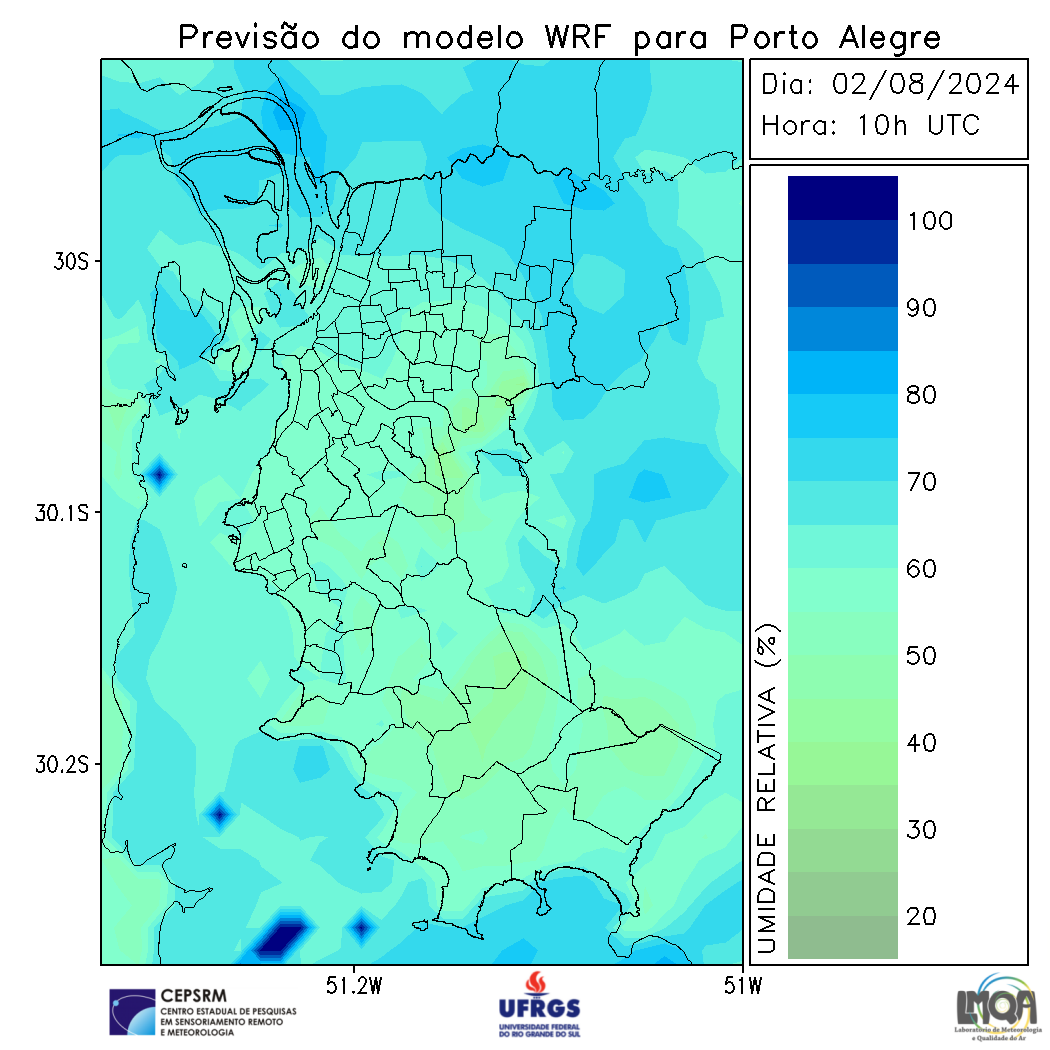 Previsão do modelo WRF para Porto Alegre
Dia: 02/08/2024
Hora: 10h UTC
30S
30.1S
30.2S
51.2W
51W
100
90
80
70
60
50
40
30
20
UMIDADE RELATIVA (%)
CEPSRM
CENTRO ESTADUAL DE PESQUISAS
EM SENSORIAMENTO REMOTO
E METEOROLOGIA
UFRGS
UNIVERSIDADE FEDERAL
DO RIO GRANDE DO SUL
LMQA
Laboratório de Meteorologia
e Qualidade do Ar